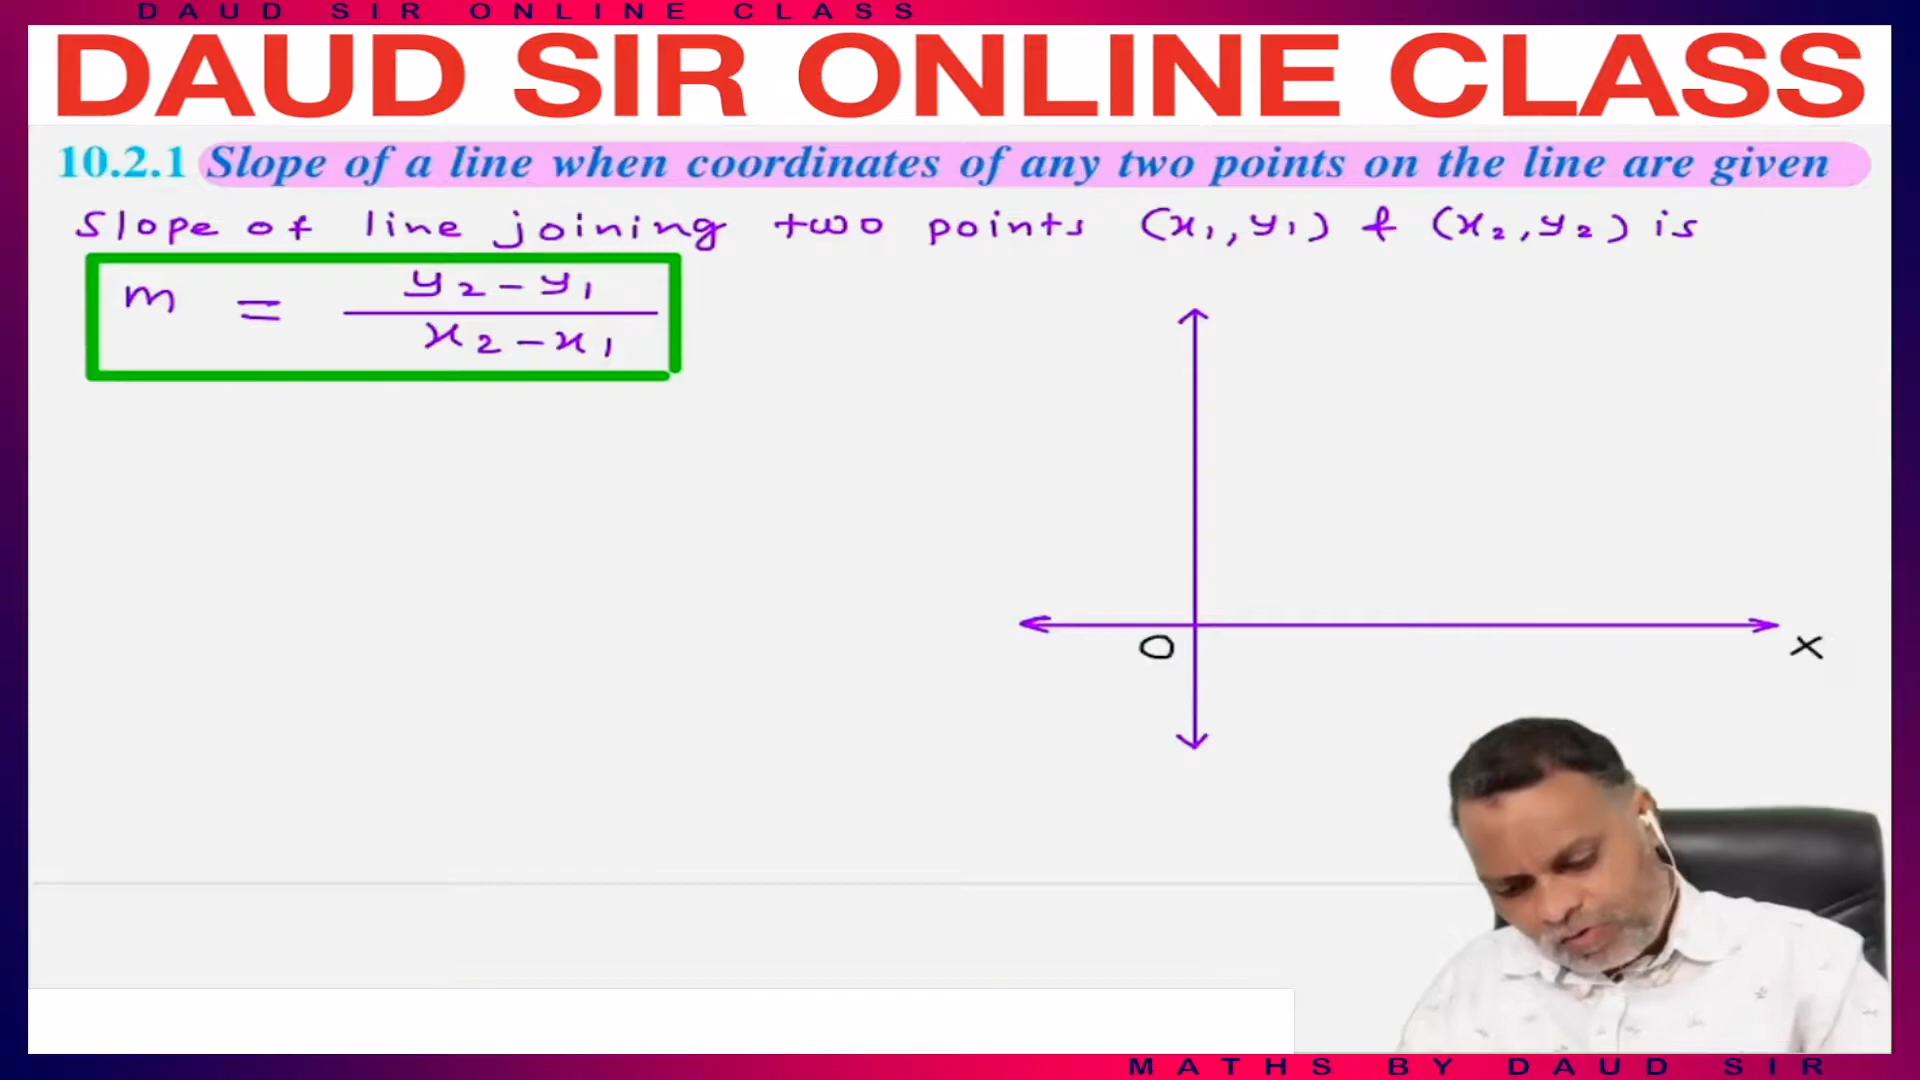 DAUD SIR ONLINE CLASS
DAUD SIR ONLINE CLASS
10.2.1 Slope of a line when coordinates of any two points on the line are given
Slope of line joining two points (x₁,y₁) & (x₂,y₂) is
m = y₂-y₁
x₂-x₁
O
X
MATHS BY DAUD SIR